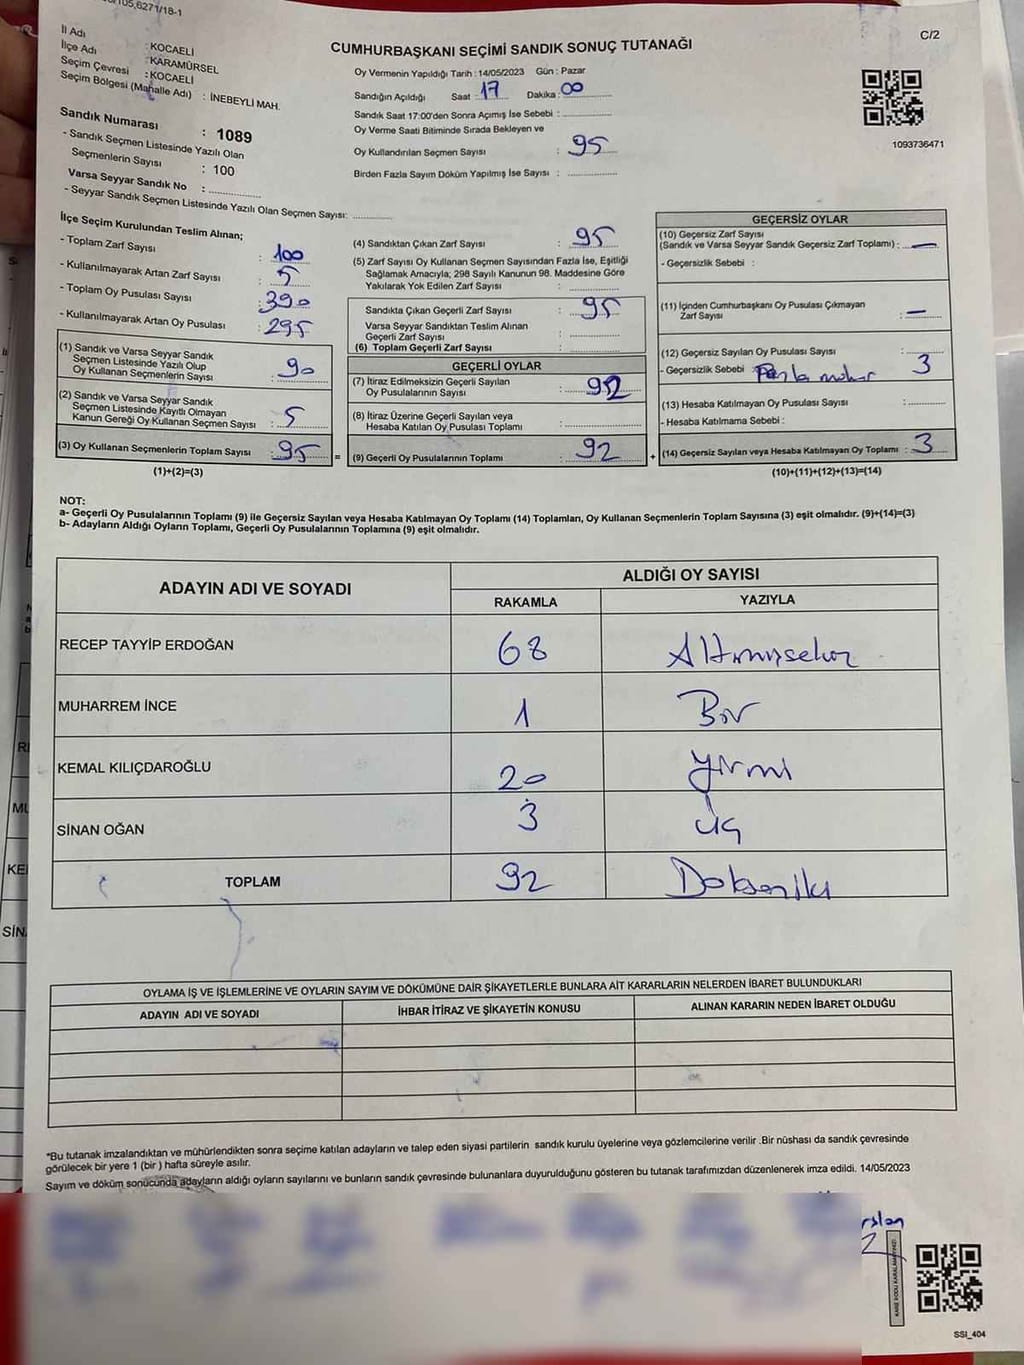 105,6271/18-1
C/2
CUMHURBAŞKANI SEÇİMİ SANDIK SONUÇ TUTANAĞI
İl Adı : KOCAELİ
İlçe Adı : KARAMÜRSEL
Seçim Çevresi : KOCAELİ
Seçim Bölgesi (Mahalle Adı) : İNEBEYLİ MAH.
Sandık Numarası : 1089
- Sandık Seçmen Listesinde Yazılı Olan
Seçmenlerin Sayısı : 100
Varsa Seyyar Sandık No : ..............
- Seyyar Sandık Seçmen Listesinde Yazılı Olan Seçmen Sayısı: ............
Oy Vermenin Yapıldığı Tarih : 14/05/2023 Gün : Pazar
Sandığın Açıldığı Saat : 17 Dakika : 00
Sandık Saat 17:00'den Sonra Açımış İse Sebebi : ..............
Oy Verme Saati Bitiminde Sırada Bekleyen ve
Oy Kullandırılan Seçmen Sayısı : 95
Birden Fazla Sayım Döküm Yapılmış İse Sayısı : ..............
1093736471
İlçe Seçim Kurulundan Teslim Alınan;
- Toplam Zarf Sayısı : 100
- Kullanılmayarak Artan Zarf Sayısı : 5
- Toplam Oy Pusulası Sayısı : 390
- Kullanılmayarak Artan Oy Pusulası : 295
(1) Sandık ve Varsa Seyyar Sandık
Seçmen Listesinde Yazılı Olup
Oy Kullanan Seçmenlerin Sayısı : 90
(2) Sandık ve Varsa Seyyar Sandık
Seçmen Listesinde Kayıtlı Olmayan
Kanun Gereği Oy Kullanan Seçmen Sayısı : 5
(3) Oy Kullanan Seçmenlerin Toplam Sayısı : 95 =
(1)+(2)=(3)
(4) Sandıktan Çıkan Zarf Sayısı : 95
(5) Zarf Sayısı Oy Kullanan Seçmen Sayısından Fazla İse, Eşitliği
Sağlamak Amacıyla; 298 Sayılı Kanunun 98. Maddesine Göre
Yakılarak Yok Edilen Zarf Sayısı : ..............
Sandıkta Çıkan Geçerli Zarf Sayısı : 95
Varsa Seyyar Sandıktan Teslim Alınan
Geçerli Zarf Sayısı : ..............
(6) Toplam Geçerli Zarf Sayısı : ..............
GEÇERLİ OYLAR
(7) İtiraz Edilmeksizin Geçerli Sayılan
Oy Pusulalarının Sayısı : 92
(8) İtiraz Üzerine Geçerli Sayılan veya
Hesaba Katılan Oy Pusulası Toplamı : ..............
(9) Geçerli Oy Pusulalarının Toplamı : 92 +
GEÇERSİZ OYLAR
(10) Geçersiz Zarf Sayısı
(Sandık ve Varsa Seyyar Sandık Geçersiz Zarf Toplamı) : —
- Geçersizlik Sebebi :
(11) İçinden Cumhurbaşkanı Oy Pusulası Çıkmayan
Zarf Sayısı : —
(12) Geçersiz Sayılan Oy Pusulası Sayısı : 3
- Geçersizlik Sebebi :
(13) Hesaba Katılmayan Oy Pusulası Sayısı : ..........
- Hesaba Katılmama Sebebi :
(14) Geçersiz Sayılan veya Hesaba Katılmayan Oy Toplamı : 3
(10)+(11)+(12)+(13)=(14)
NOT:
a- Geçerli Oy Pusulalarının Toplamı (9) ile Geçersiz Sayılan veya Hesaba Katılmayan Oy Toplamı (14) Toplamları, Oy Kullanan Seçmenlerin Toplam Sayısına (3) eşit olmalıdır. (9)+(14)=(3)
b- Adayların Aldığı Oyların Toplamı, Geçerli Oy Pusulalarının Toplamına (9) eşit olmalıdır.
ADAYIN ADI VE SOYADI ALDIĞI OY SAYISI
RAKAMLA YAZIYLA
RECEP TAYYİP ERDOĞAN 68 Altmışsekiz
MUHARREM İNCE 1 Bir
KEMAL KILIÇDAROĞLU 20 Yirmi
SİNAN OĞAN 3 Üç
TOPLAM 92 Doksaniki
OYLAMA İŞ VE İŞLEMLERİNE VE OYLARIN SAYIM VE DÖKÜMÜNE DAİR ŞİKAYETLERLE BUNLARA AİT KARARLARIN NELERDEN İBARET BULUNDUKLARI
ADAYIN ADI VE SOYADI İHBAR İTİRAZ VE ŞİKAYETİN KONUSU ALINAN KARARIN NEDEN İBARET OLDUĞU
*Bu tutanak imzalandıktan ve mühürlendikten sonra seçime katılan adayların ve talep eden siyasi partilerin sandık kurulu üyelerine veya gözlemcilerine verilir .Bir nüshası da sandık çevresinde
görülecek bir yere 1 (bir ) hafta süreyle asılır.
Sayım ve döküm sonucunda adayların aldığı oyların sayılarını ve bunların sandık çevresinde bulunanlara duyurulduğunu gösteren bu tutanak tarafımızdan düzenlenerek imza edildi. 14/05/2023
rslan
SSI_404